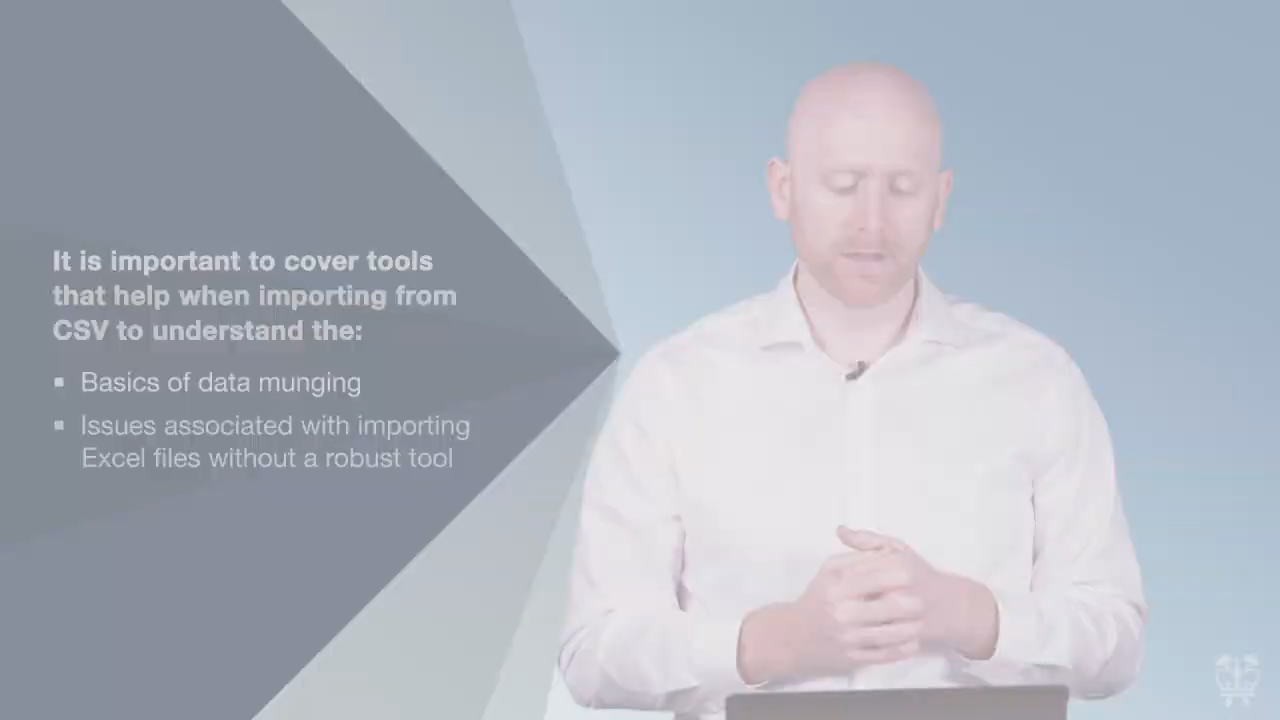 It is important to cover tools
that help when importing from
CSV to understand the:
▪ Basics of data munging
▪ Issues associated with importing
Excel files without a robust tool